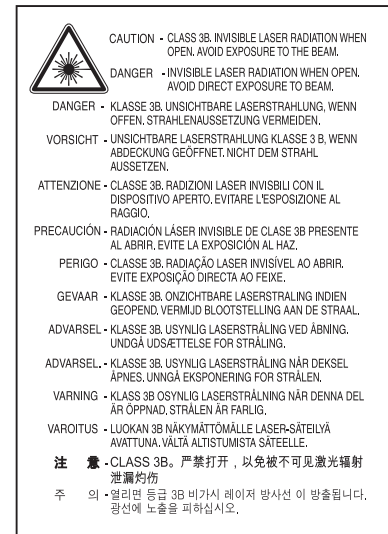 CAUTION - CLASS 3B. INVISIBLE LASER RADIATION WHEN
OPEN. AVOID EXPOSURE TO THE BEAM.
DANGER - INVISIBLE LASER RADIATION WHEN OPEN.
AVOID DIRECT EXPOSURE TO BEAM.
DANGER - KLASSE 3B. UNSICHTBARE LASERSTRAHLUNG, WENN
OFFEN. STRAHLENAUSSETZUNG VERMEIDEN.
VORSICHT - UNSICHTBARE LASERSTRAHLUNG KLASSE 3 B, WENN
ABDECKUNG GEÖFFNET. NICHT DEM STRAHL
AUSSETZEN.
ATTENZIONE - CLASSE 3B. RADIZIONI LASER INVISBILI CON IL
DISPOSITIVO APERTO. EVITARE L'ESPOSIZIONE AL
RAGGIO.
PRECAUCIÓN - RADIACIÓN LÁSER INVISIBLE DE CLASE 3B PRESENTE
AL ABRIR. EVITE LA EXPOSICIÓN AL HAZ.
PERIGO - CLASSE 3B. RADIAÇÃO LASER INVISÍVEL AO ABRIR.
EVITE EXPOSIÇÃO DIRECTA AO FEIXE.
GEVAAR - KLASSE 3B. ONZICHTBARE LASERSTRALING INDIEN
GEOPEND. VERMIJD BLOOTSTELLING AAN DE STRAAL.
ADVARSEL - KLASSE 3B. USYNLIG LASERSTRÅLING VED ÅBNING.
UNDGÅ UDSÆTTELSE FOR STRÅLING.
ADVARSEL. - KLASSE 3B. USYNLIG LASERSTRÅLING NÅR DEKSEL
ÅPNES. UNNGÅ EKSPONERING FOR STRÅLEN.
VARNING - KLASS 3B OSYNLIG LASERSTRÅLNING NÅR DENNA DEL
ÄR ÖPPNAD. STRÅLEN ÄR FARLIG.
VAROITUS - LUOKAN 3B NÄKYMÄTTÖMÄLLE LASER-SÄTEILYÄ
AVATTUNA. VÄLTÄ ALTISTUMISTA SÄTEELLE.
注 意 - CLASS 3B。严禁打开，以免被不可见激光辐射
泄漏灼伤
주 의 - 열리면 등급 3B 비가시 레이저 방사선 이 방출됩니다.
광선에 노출을 피하십시오.